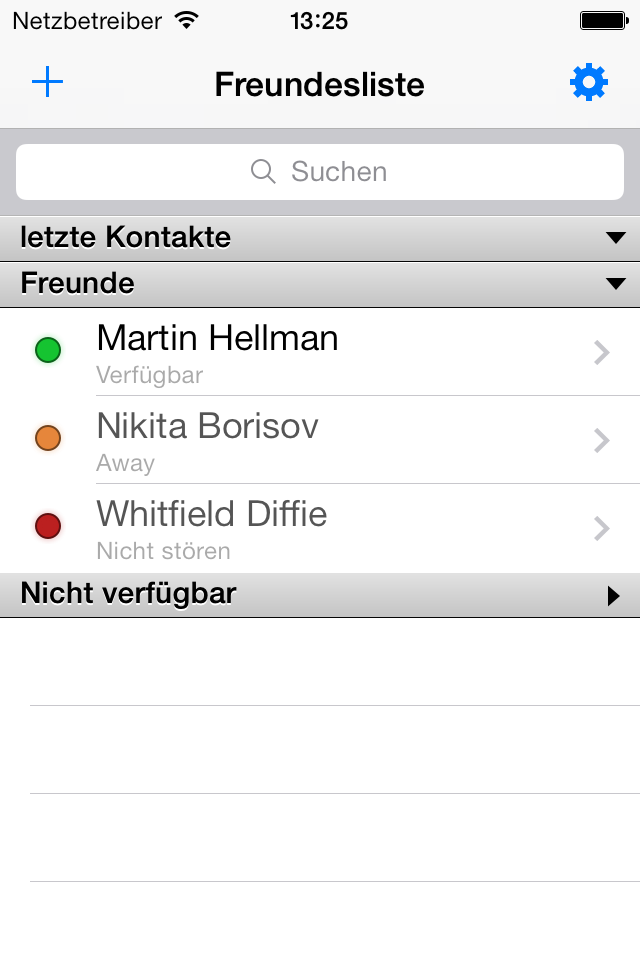 Netzbetreiber 13:25
Freundesliste
Suchen
letzte Kontakte
Freunde
Martin Hellman
Verfügbar
Nikita Borisov
Away
Whitfield Diffie
Nicht stören
Nicht verfügbar